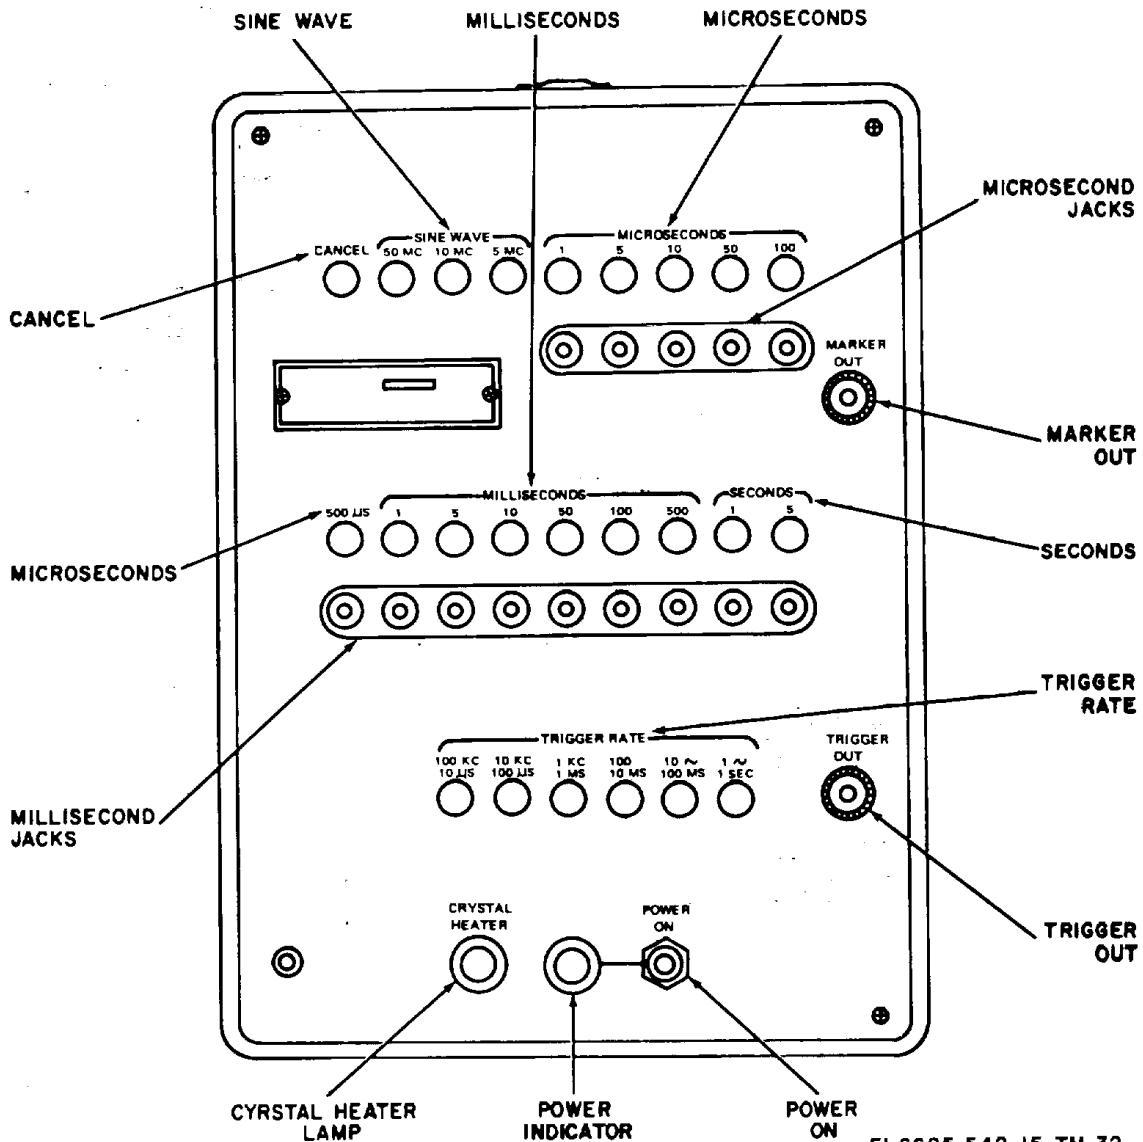 SINE WAVE
MILLISECONDS
MICROSECONDS
MICROSECOND
JACKS
SINE WAVE
MICROSECONDS
CANCEL
50 MC
10 MC
5 MC
1
5
10
50
100
CANCEL
MARKER
OUT
MARKER
OUT
MILLISECONDS
SECONDS
500 µS
1
5
10
50
100
500
1
5
MICROSECONDS
SECONDS
TRIGGER
RATE
TRIGGER RATE
100 KC
10 µS
10 KC
100 µS
1 KC
1 MS
100
10 MS
10 ~
100 MS
1 ~
1 SEC
TRIGGER
OUT
MILLISECOND
JACKS
CRYSTAL
HEATER
POWER
ON
TRIGGER
OUT
CYRSTAL HEATER
LAMP
POWER
INDICATOR
POWER
ON